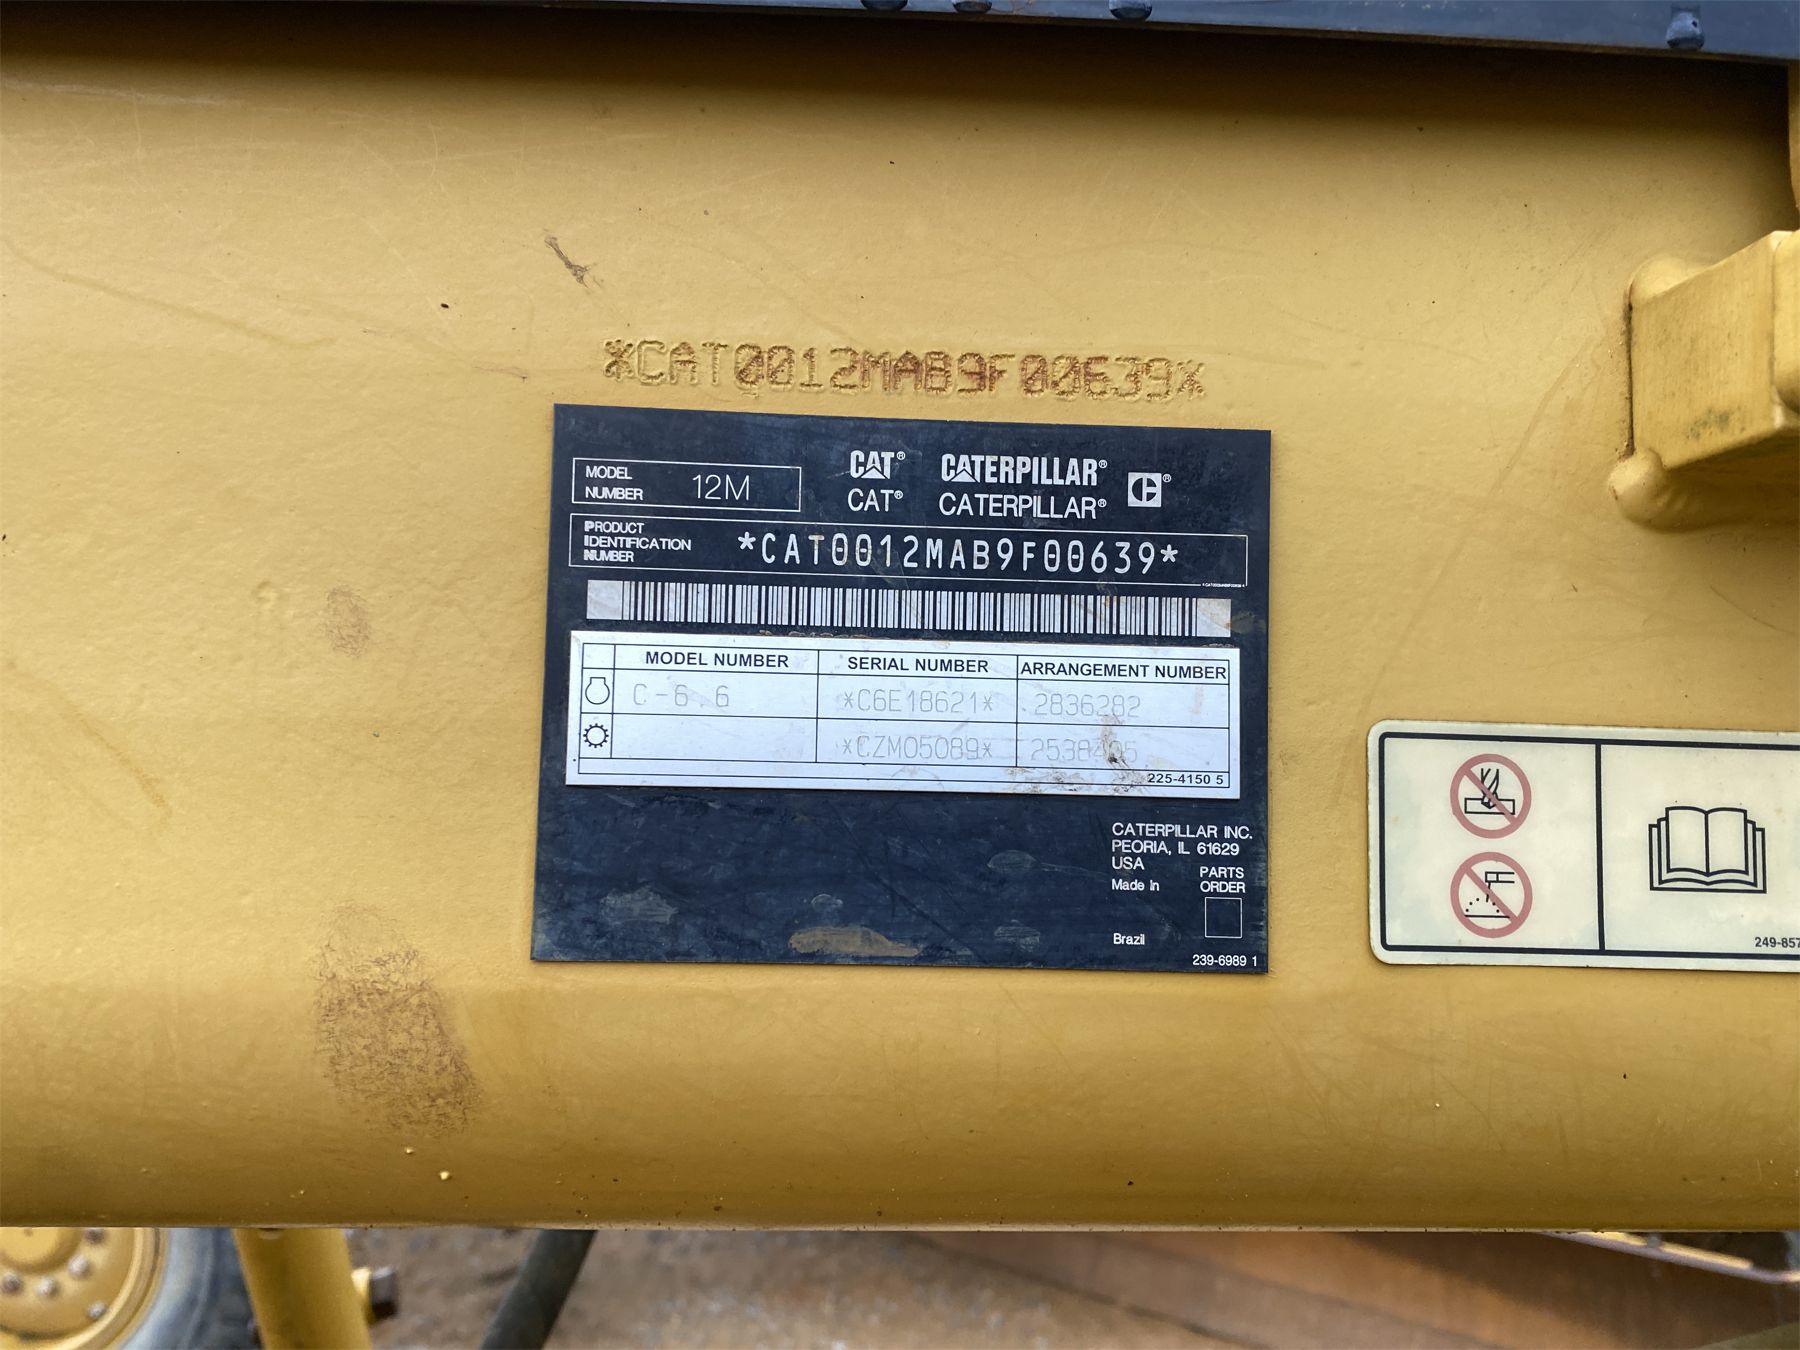 *CAT0012MAB9F00639*
MODEL NUMBER 12M
CAT® CATERPILLAR® ®
CAT® CATERPILLAR®
PRODUCT IDENTIFICATION NUMBER *CAT0012MAB9F00639*
MODEL NUMBER SERIAL NUMBER ARRANGEMENT NUMBER
C-6.6 *C6E18621* 2836282
*CZM05089*
225-4150 5
CATERPILLAR INC.
PEORIA, IL 61629
USA
Made In
Brazil
PARTS
ORDER
239-6989 1